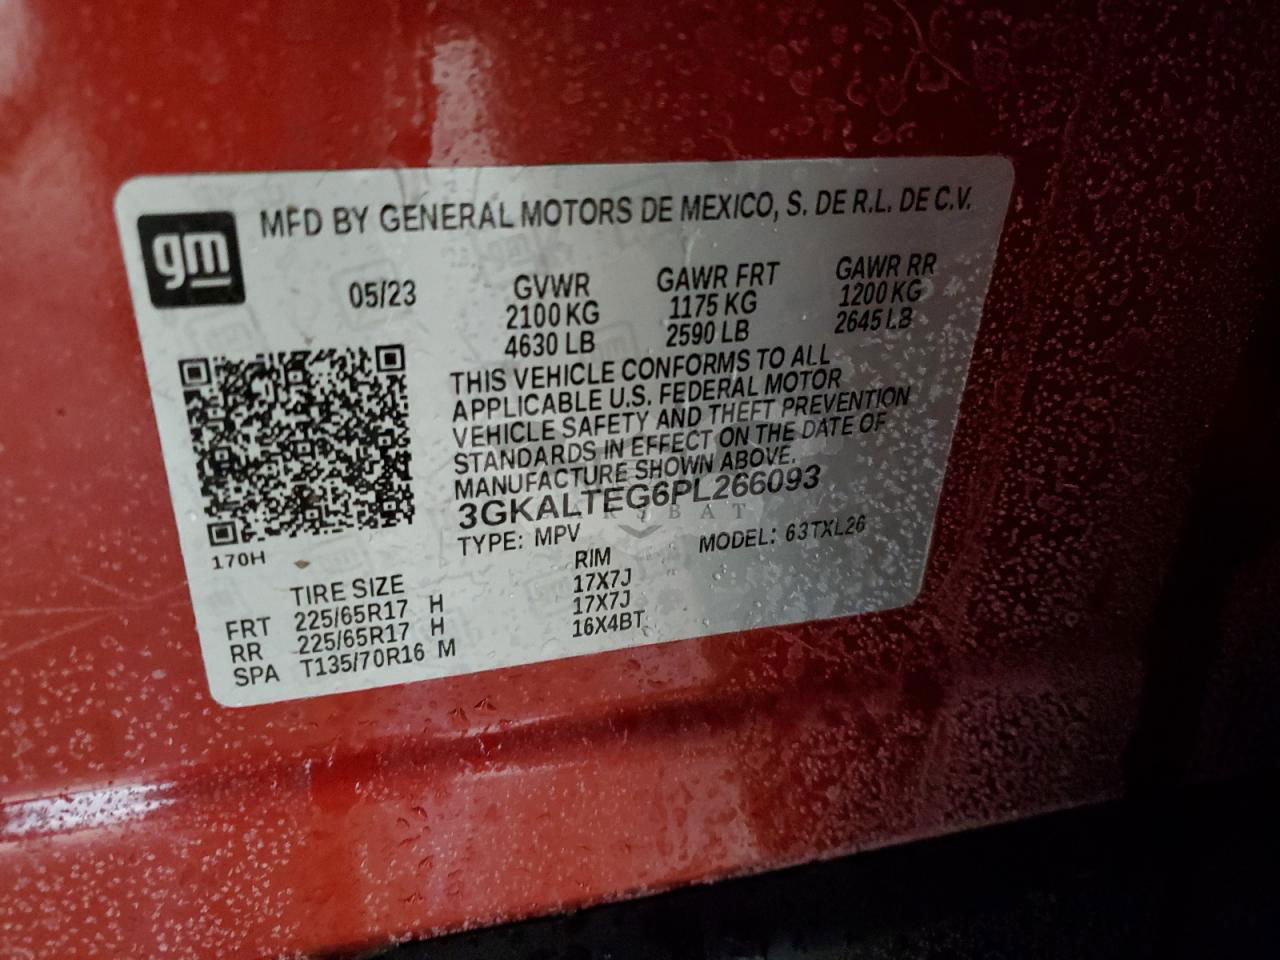 gm
MFD BY GENERAL MOTORS DE MEXICO, S. DE R.L. DE C.V.
05/23 GVWR GAWR FRT GAWR RR
2100 KG 1175 KG 1200 KG
4630 LB 2590 LB 2645 LB
THIS VEHICLE CONFORMS TO ALL
APPLICABLE U.S. FEDERAL MOTOR
VEHICLE SAFETY AND THEFT PREVENTION
STANDARDS IN EFFECT ON THE DATE OF
MANUFACTURE SHOWN ABOVE.
3GKALTEG6PL266093
TYPE: MPV MODEL: 63TXL26
170H
TIRE SIZE RIM
FRT 225/65R17 H 17X7J
RR 225/65R17 H 17X7J
SPA T135/70R16 M 16X4BT